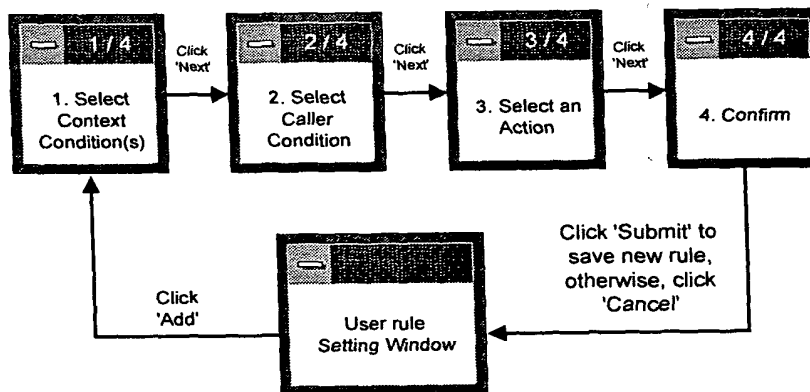 1 / 4
1. Select
Context
Condition(s)
Click
'Next'
2 / 4
2. Select
Caller
Condition
Click
'Next'
3 / 4
3. Select an
Action
Click
'Next'
4 / 4
4. Confirm
Click 'Submit' to
save new rule,
otherwise, click
'Cancel'
User rule
Setting Window
Click
'Add'